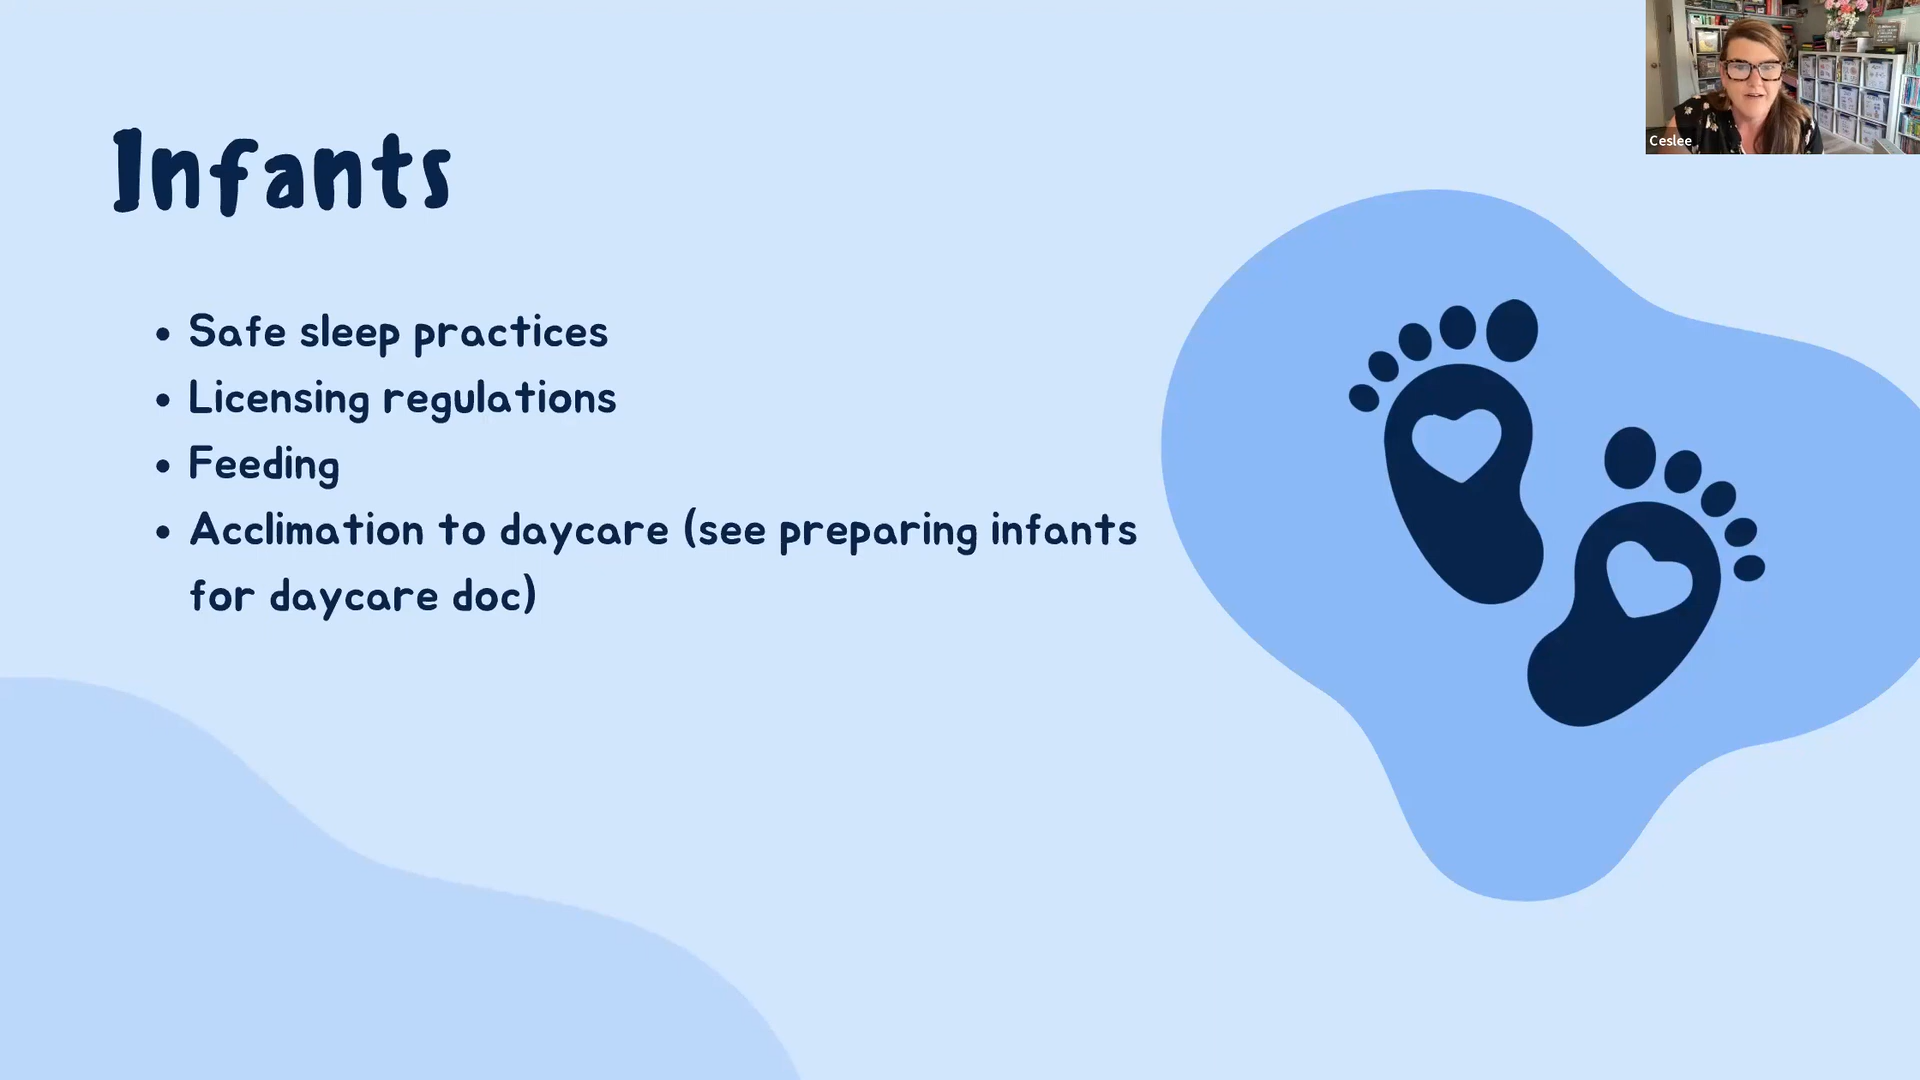 Infants
• Safe sleep practices
• Licensing regulations
• Feeding
• Acclimation to daycare (see preparing infants
for daycare doc)
Ceslee